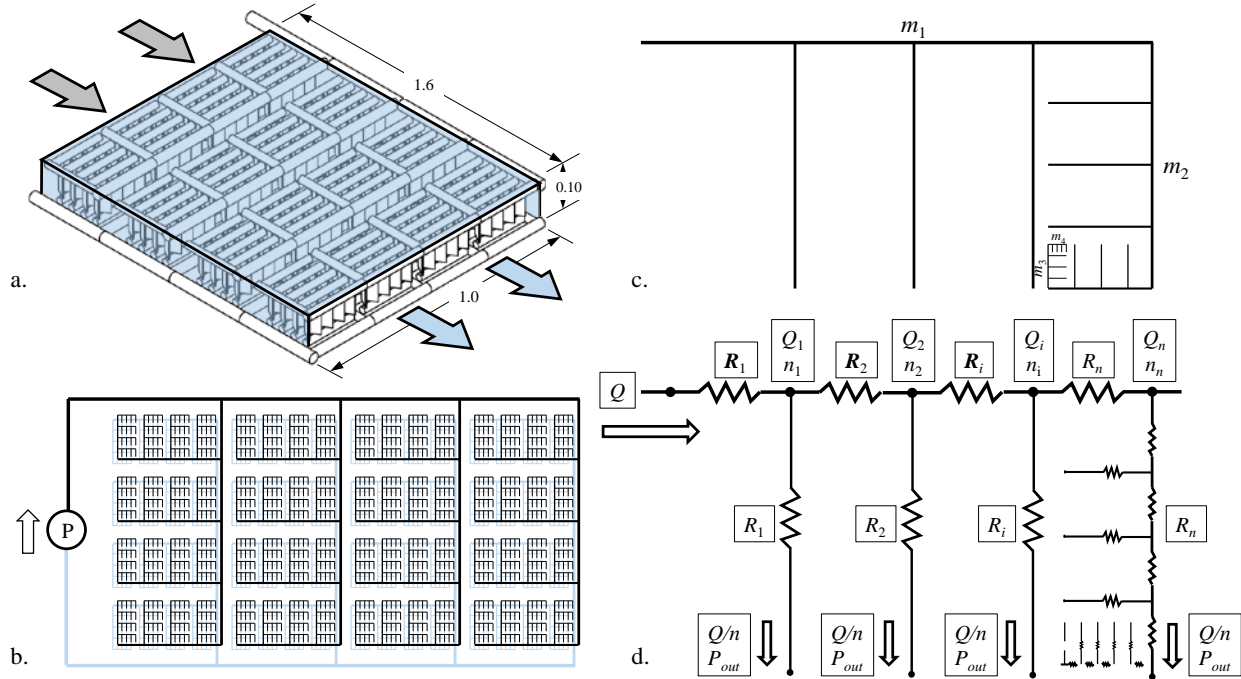 1.6
0.10
1.0
a.
P
b.
m1
m2
m3
m4
c.
Q
R1
Q1
n1
R2
Q2
n2
Ri
Qi
ni
Rn
Qn
nn
R1
R2
Ri
Rn
Q/n
Pout
Q/n
Pout
Q/n
Pout
Q/n
Pout
d.